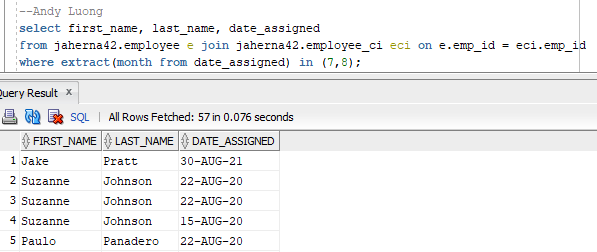 --Andy Luong
select first_name, last_name, date_assigned
from jaherna42.employee e join jaherna42.employee_ci eci on e.emp_id = eci.emp_id
where extract(month from date_assigned) in (7,8);
Query Result x
SQL | All Rows Fetched: 57 in 0.076 seconds
FIRST_NAME LAST_NAME DATE_ASSIGNED
1 Jake Pratt 30-AUG-21
2 Suzanne Johnson 22-AUG-20
3 Suzanne Johnson 22-AUG-20
4 Suzanne Johnson 15-AUG-20
5 Paulo Panadero 22-AUG-20